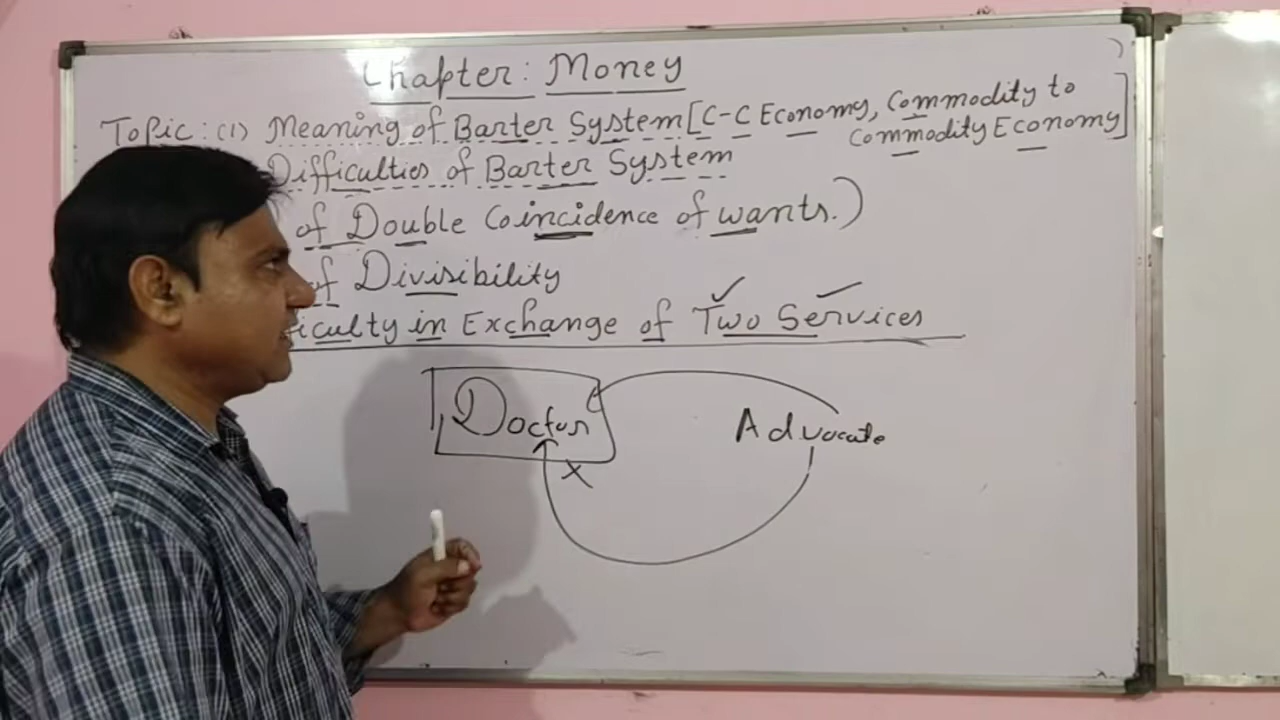 Chapter: Money
Topic: (1) Meaning of Barter System [C-C Economy, Commodity to
Commodity Economy]
Difficulties of Barter System
of Double Coincidence of wants.)
of Divisibility
iculty in Exchange of Two Services
Doctor
Advocate
X